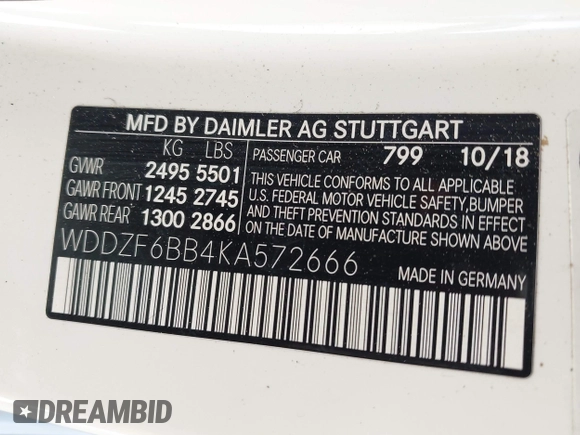 MFD BY DAIMLER AG STUTTGART
KG LBS
GVWR 2495 5501
GAWR FRONT 1245 2745
GAWR REAR 1300 2866
PASSENGER CAR 799 10/18
THIS VEHICLE CONFORMS TO ALL APPLICABLE
U.S. FEDERAL MOTOR VEHICLE SAFETY, BUMPER
AND THEFT PREVENTION STANDARDS IN EFFECT
ON THE DATE OF MANUFACTURE SHOWN ABOVE.
WDDZF6BB4KA572666
MADE IN GERMANY
DREAMBID